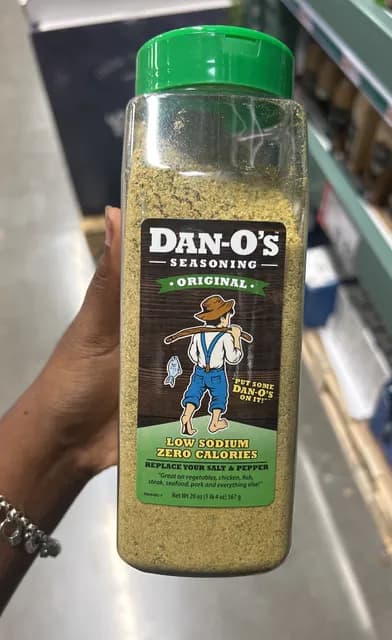 DAN-O'S
SEASONING
• ORIGINAL •
"PUT SOME
DAN-O'S
ON IT!"
LOW SODIUM
ZERO CALORIES
REPLACE YOUR SALT & PEPPER
"Great on vegetables, chicken, fish,
steak, seafood, pork and everything else!"
Net Wt 20 oz (1 lb 4 oz) 567 g